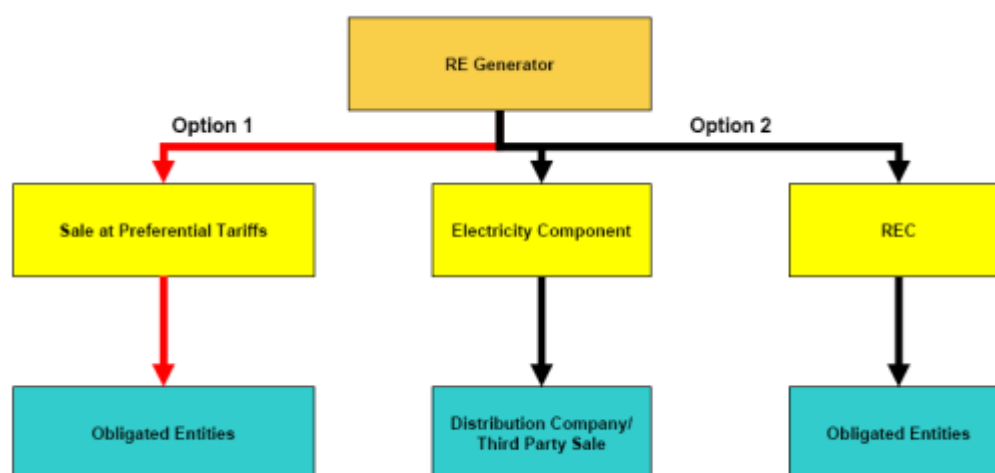 RE Generator
Option 1
Option 2
Sale at Preferential Tariffs
Electricity Component
REC
Obligated Entities
Distribution Company/
Third Party Sale
Obligated Entities